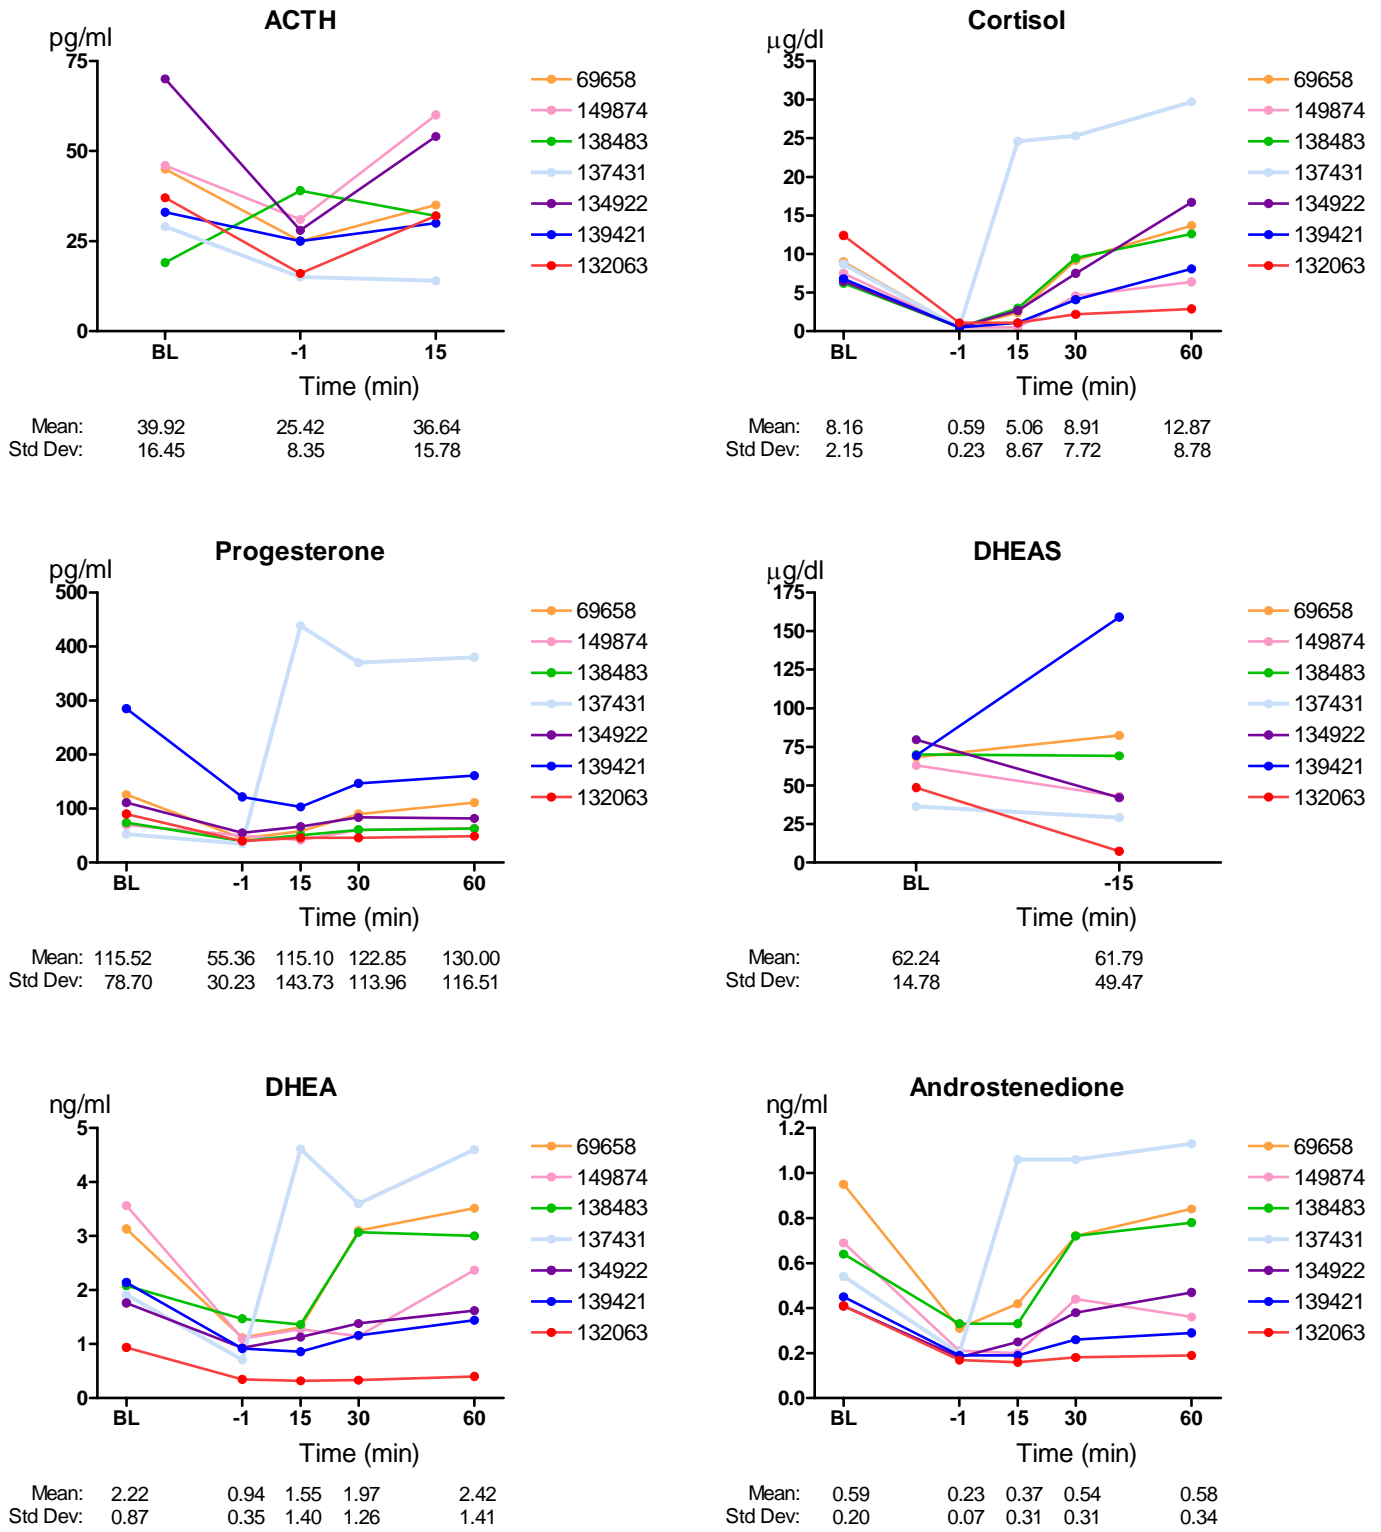 ACTH
pg/ml
75
50
25
0
BL -1 15
Time (min)
69658
149874
138483
137431
134922
139421
132063
Mean: 39.92 25.42 36.64
Std Dev: 16.45 8.35 15.78
Cortisol
μg/dl
35
30
25
20
15
10
5
0
BL -1 15 30 60
Time (min)
69658
149874
138483
137431
134922
139421
132063
Mean: 8.16 0.59 5.06 8.91 12.87
Std Dev: 2.15 0.23 8.67 7.72 8.78
Progesterone
pg/ml
500
400
300
200
100
0
BL -1 15 30 60
Time (min)
69658
149874
138483
137431
134922
139421
132063
Mean: 115.52 55.36 115.10 122.85 130.00
Std Dev: 78.70 30.23 143.73 113.96 116.51
DHEAS
μg/dl
175
150
125
100
75
50
25
0
BL -15
Time (min)
69658
149874
138483
137431
134922
139421
132063
Mean: 62.24 61.79
Std Dev: 14.78 49.47
DHEA
ng/ml
5
4
3
2
1
0
BL -1 15 30 60
Time (min)
69658
149874
138483
137431
134922
139421
132063
Mean: 2.22 0.94 1.55 1.97 2.42
Std Dev: 0.87 0.35 1.40 1.26 1.41
Androstenedione
ng/ml
1.2
1.0
0.8
0.6
0.4
0.2
0.0
BL -1 15 30 60
Time (min)
69658
149874
138483
137431
134922
139421
132063
Mean: 0.59 0.23 0.37 0.54 0.58
Std Dev: 0.20 0.07 0.31 0.31 0.34